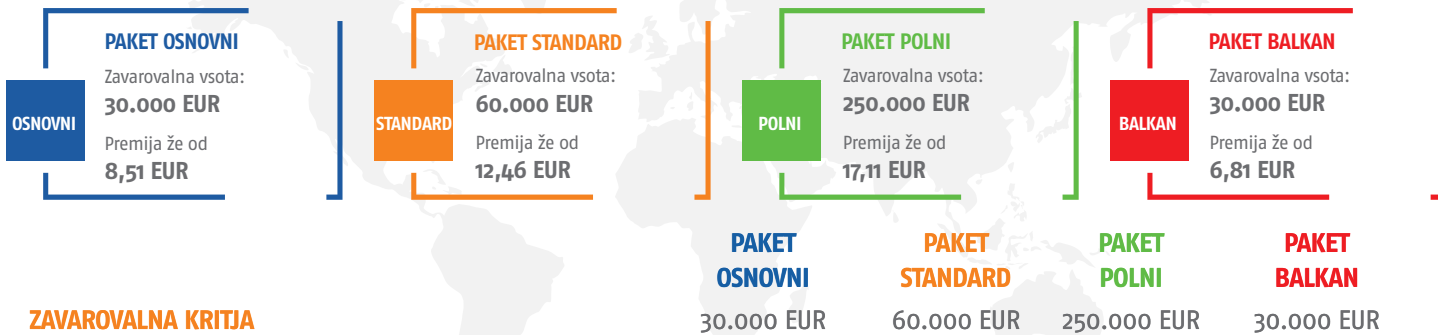 OSNOVNI
PAKET OSNOVNI
Zavarovalna vsota:
30.000 EUR
Premija že od
8,51 EUR
STANDARD
PAKET STANDARD
Zavarovalna vsota:
60.000 EUR
Premija že od
12,46 EUR
POLNI
PAKET POLNI
Zavarovalna vsota:
250.000 EUR
Premija že od
17,11 EUR
BALKAN
PAKET BALKAN
Zavarovalna vsota:
30.000 EUR
Premija že od
6,81 EUR
PAKET
OSNOVNI
PAKET
STANDARD
PAKET
POLNI
PAKET
BALKAN
ZAVAROVALNA KRITJA
30.000 EUR
60.000 EUR
250.000 EUR
30.000 EUR